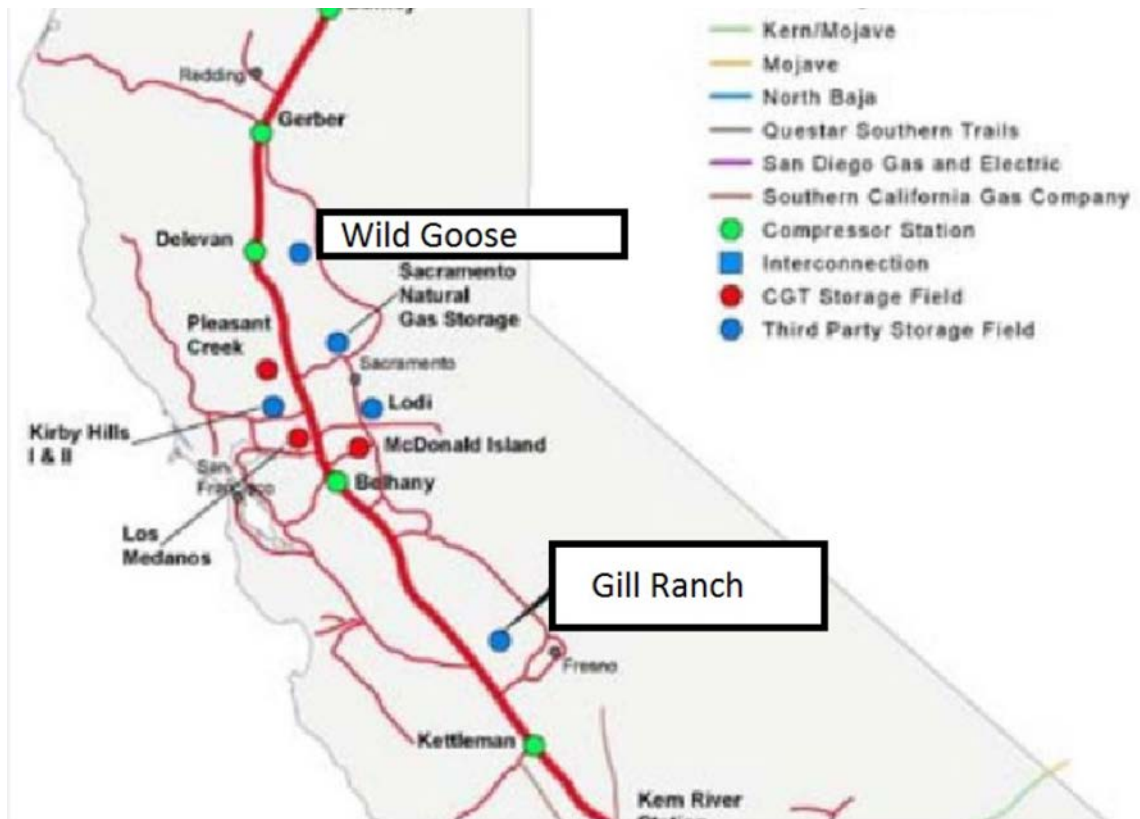 Kern/Mojave
Mojave
North Baja
Questar Southern Trails
San Diego Gas and Electric
Southern California Gas Company
Compressor Station
Interconnection
CGT Storage Field
Third Party Storage Field
Redding
Gerber
Wild Goose
Delevan
Sacramento
Natural
Gas Storage
Pleasant
Creek
Sacramento
Lodi
Kirby Hills
I & II
McDonald Island
San
Francisco
Bethany
Los
Medanos
Gill Ranch
Fresno
Kettleman
Kern River
Station